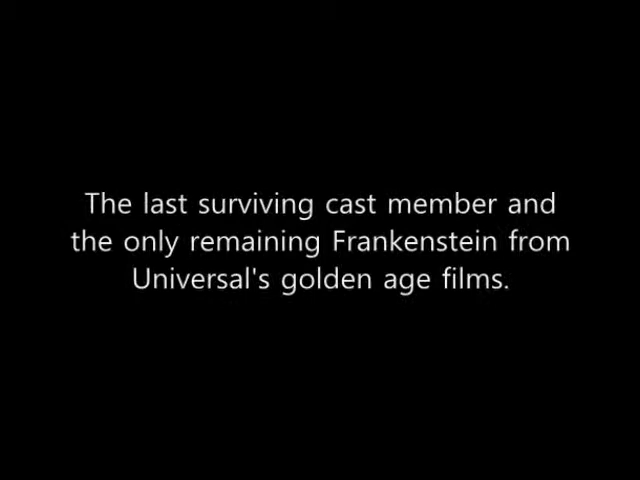 The last surviving cast member and
the only remaining Frankenstein from
Universal's golden age films.